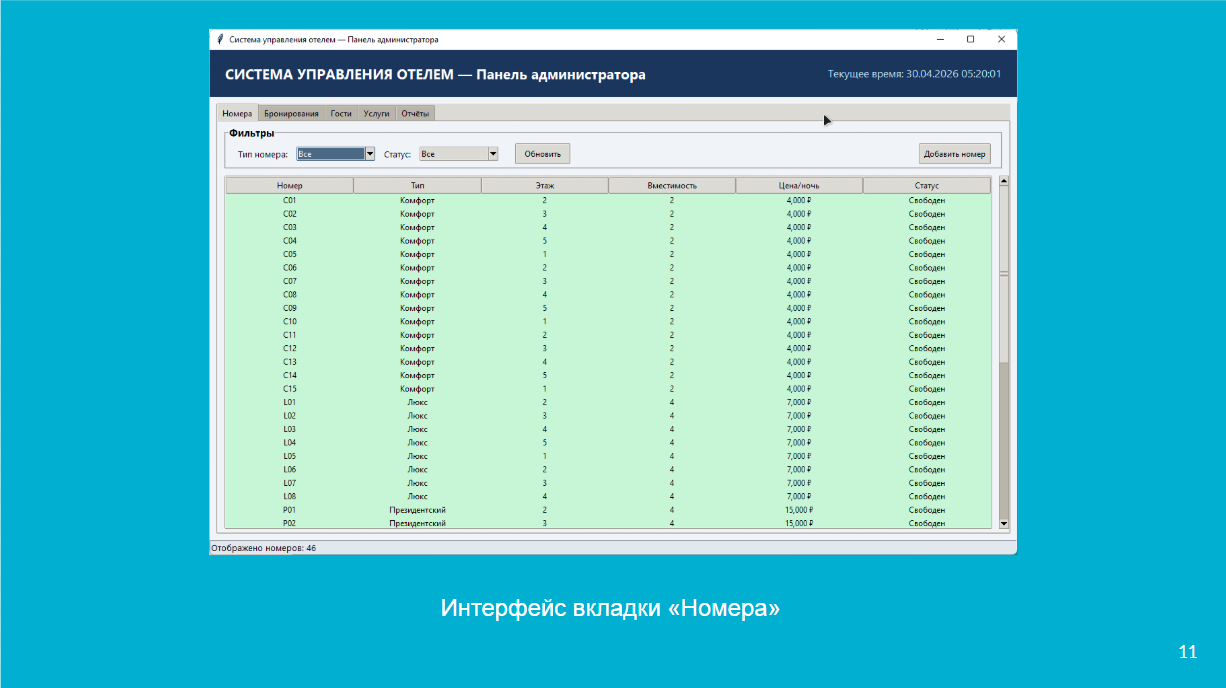 Система управления отелем — Панель администратора
СИСТЕМА УПРАВЛЕНИЯ ОТЕЛЕМ — Панель администратора Текущее время: 30.04.2026 05:20:01
Номера Бронирования Гости Услуги Отчёты
Фильтры
Тип номера: Все Статус: Все Обновить Добавить номер
Номер Тип Этаж Вместимость Цена/ночь Статус
C01 Комфорт 2 2 4,000 ₽ Свободен
C02 Комфорт 3 2 4,000 ₽ Свободен
C03 Комфорт 4 2 4,000 ₽ Свободен
C04 Комфорт 5 2 4,000 ₽ Свободен
C05 Комфорт 1 2 4,000 ₽ Свободен
C06 Комфорт 2 2 4,000 ₽ Свободен
C07 Комфорт 3 2 4,000 ₽ Свободен
C08 Комфорт 4 2 4,000 ₽ Свободен
C09 Комфорт 5 2 4,000 ₽ Свободен
C10 Комфорт 1 2 4,000 ₽ Свободен
C11 Комфорт 2 2 4,000 ₽ Свободен
C12 Комфорт 3 2 4,000 ₽ Свободен
C13 Комфорт 4 2 4,000 ₽ Свободен
C14 Комфорт 5 2 4,000 ₽ Свободен
C15 Комфорт 1 2 4,000 ₽ Свободен
L01 Люкс 2 4 7,000 ₽ Свободен
L02 Люкс 3 4 7,000 ₽ Свободен
L03 Люкс 4 4 7,000 ₽ Свободен
L04 Люкс 5 4 7,000 ₽ Свободен
L05 Люкс 1 4 7,000 ₽ Свободен
L06 Люкс 2 4 7,000 ₽ Свободен
L07 Люкс 3 4 7,000 ₽ Свободен
L08 Люкс 4 4 7,000 ₽ Свободен
P01 Президентский 2 4 15,000 ₽ Свободен
P02 Президентский 3 4 15,000 ₽ Свободен
Отображено номеров: 46
Интерфейс вкладки «Номера»
11